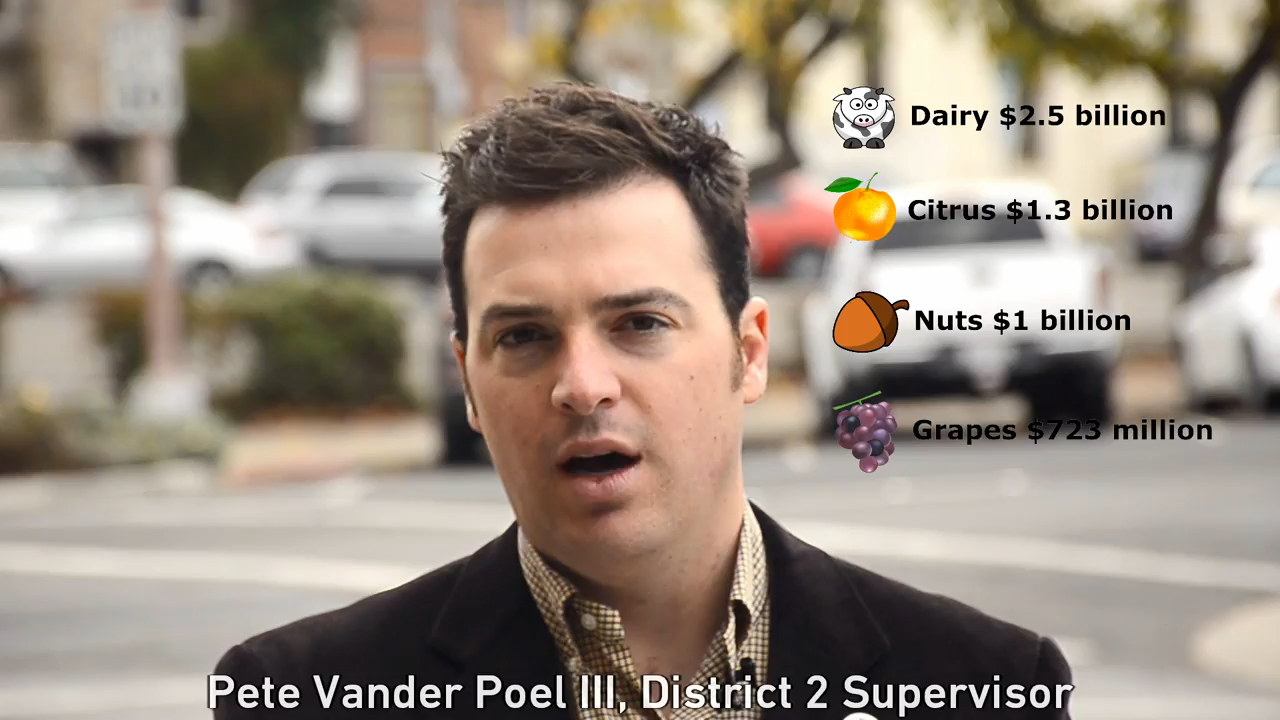 Dairy $2.5 billion
Citrus $1.3 billion
Nuts $1 billion
Grapes $723 million
Pete Vander Poel III, District 2 Supervisor